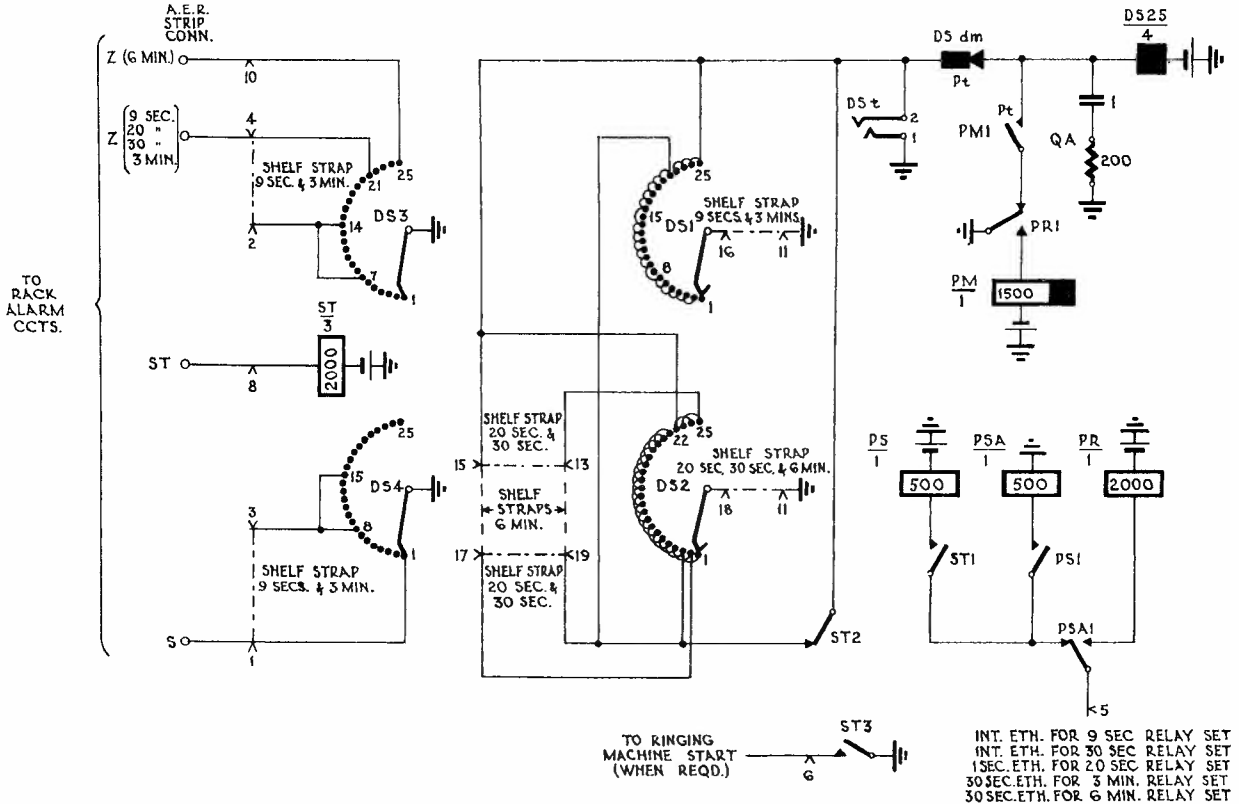 A.E.R.
STRIP
CONN.
Z (6 MIN.)
10
4
Z
9 SEC.
20 "
30 "
3 MIN.
SHELF STRAP
9 SEC. & 3 MIN.
21
25
DS3
14
2
7
1
TO
RACK
ALARM
CCTS.
ST
3
2000
ST
8
25
15
DS4
3
8
1
SHELF STRAP
9 SECS. & 3 MIN.
S
1
25
SHELF STRAP
9 SECS. & 3 MINS
15
DS1
16
11
8
1
SHELF STRAP
20 SEC. &
30 SEC.
15
13
SHELF
STRAPS
6 MIN.
17
19
SHELF STRAP
20 SEC. &
30 SEC.
22
25
SHELF STRAP
20 SEC, 30 SEC, & 6 MIN.
DS2
18
11
1
ST2
DS t
2
1
DS dm
Pt
DS25
4
Pt
PM1
1
QA
200
PR1
PM
1
1500
PS
1
500
PSA
1
500
PR
1
2000
ST1
PS1
PSA1
5
TO RINGING
MACHINE START
(WHEN REQD.)
6
ST3
INT. ETH. FOR 9 SEC RELAY SET
INT. ETH. FOR 30 SEC RELAY SET
1 SEC. ETH. FOR 20 SEC RELAY SET
30 SEC. ETH. FOR 3 MIN. RELAY SET
30 SEC. ETH. FOR 6 MIN. RELAY SET